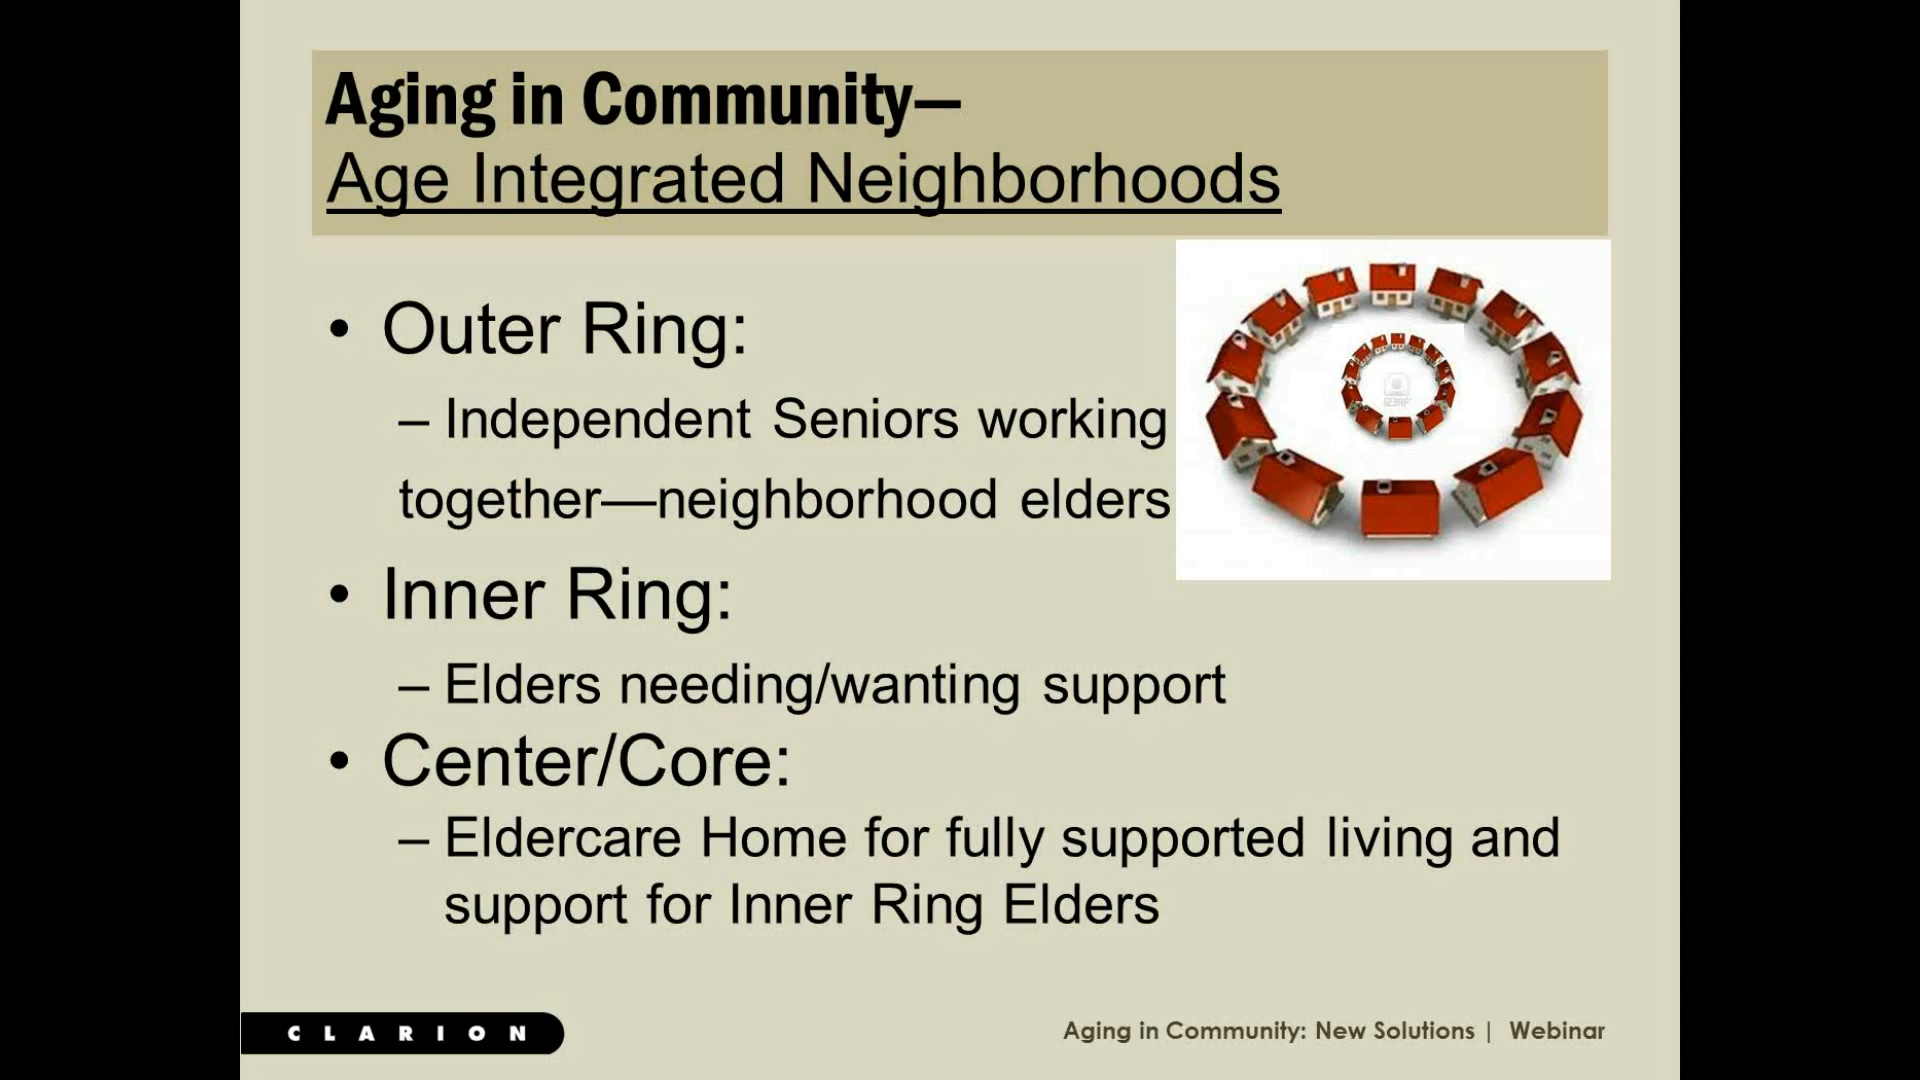 Aging in Community—
Age Integrated Neighborhoods
• Outer Ring:
– Independent Seniors working
together—neighborhood elders
• Inner Ring:
– Elders needing/wanting support
• Center/Core:
– Eldercare Home for fully supported living and
support for Inner Ring Elders
CLARION
Aging in Community: New Solutions | Webinar